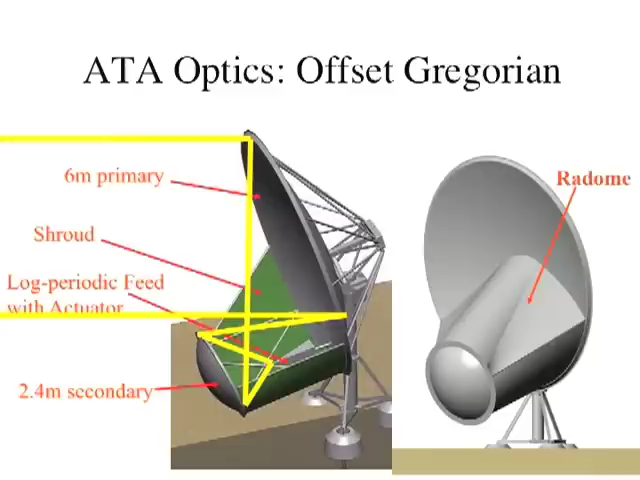 ATA Optics: Offset Gregorian
6m primary
Radome
Shroud
Log-periodic Feed
with Actuator
2.4m secondary